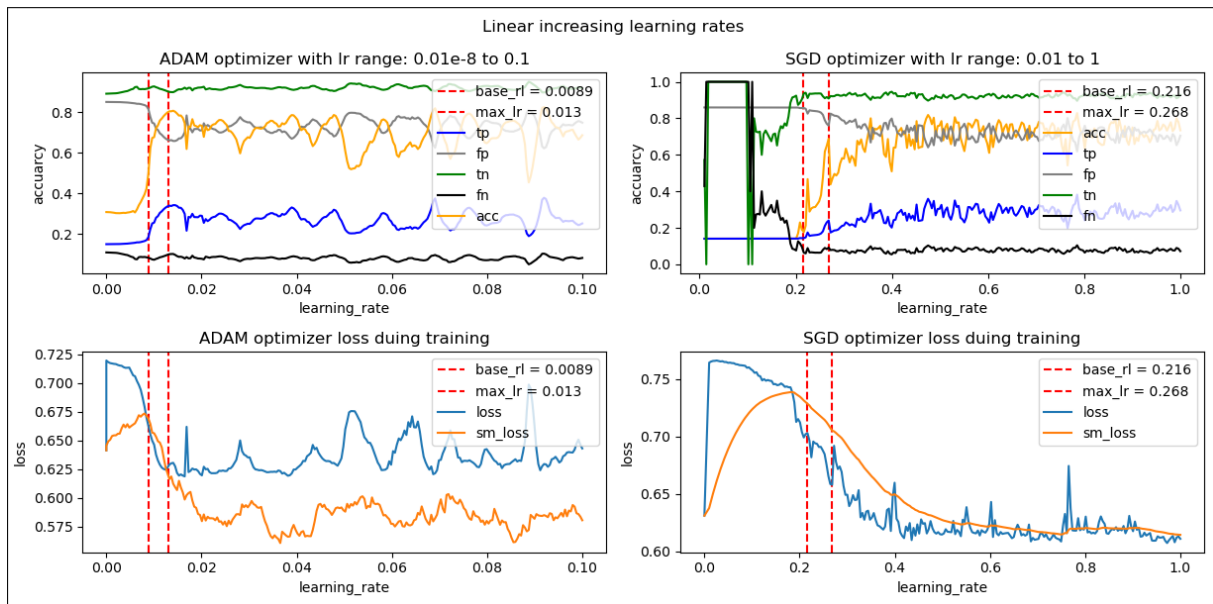 Linear increasing learning rates
ADAM optimizer with lr range: 0.01e-8 to 0.1
accuarcy
0.8
0.6
0.4
0.2
base_rl = 0.0089
max_lr = 0.013
tp
fp
tn
fn
acc
0.00 0.02 0.04 0.06 0.08 0.10
learning_rate
SGD optimizer with lr range: 0.01 to 1
accuarcy
1.0
0.8
0.6
0.4
0.2
0.0
base_rl = 0.216
max_lr = 0.268
acc
tp
fp
tn
fn
0.0 0.2 0.4 0.6 0.8 1.0
learning_rate
ADAM optimizer loss duing training
loss
0.725
0.700
0.675
0.650
0.625
0.600
0.575
base_rl = 0.0089
max_lr = 0.013
loss
sm_loss
0.00 0.02 0.04 0.06 0.08 0.10
learning_rate
SGD optimizer loss duing training
loss
0.75
0.70
0.65
0.60
base_rl = 0.216
max_lr = 0.268
loss
sm_loss
0.0 0.2 0.4 0.6 0.8 1.0
learning_rate